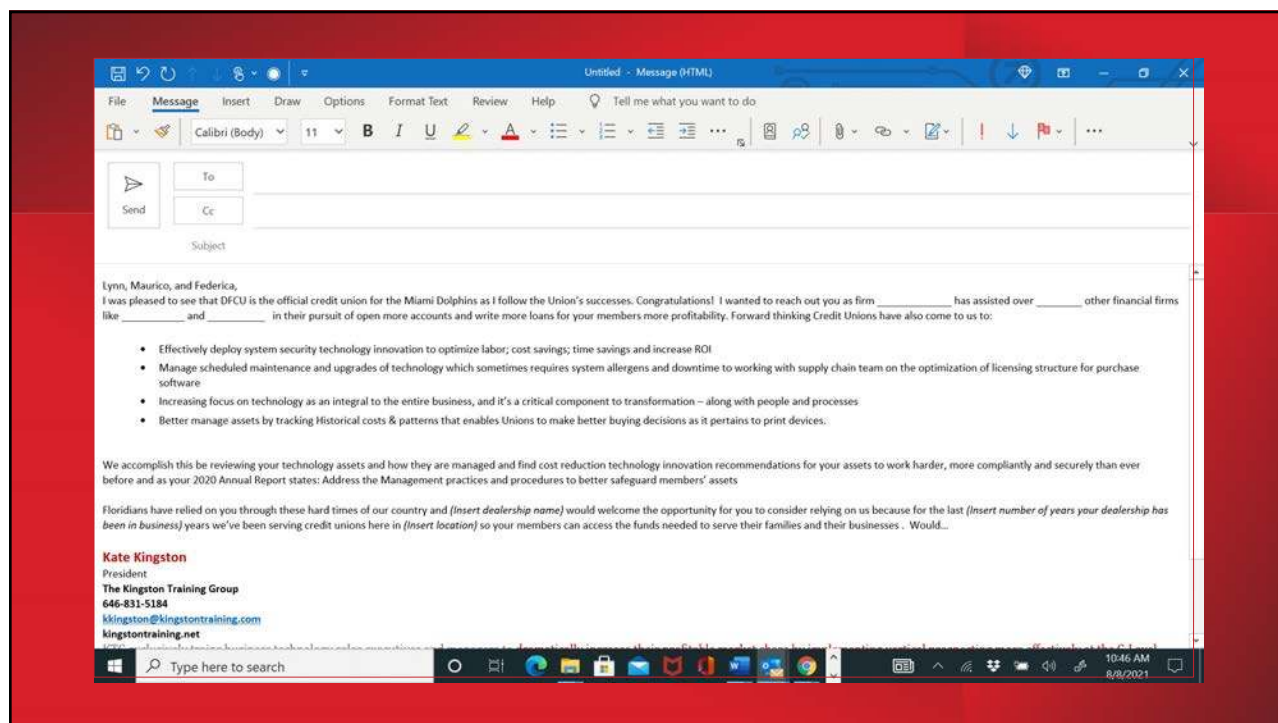 Untitled - Message (HTML)
File Message Insert Draw Options Format Text Review Help Tell me what you want to do
Calibri (Body) 11 B I U A
To
Send Cc
Subject
Lynn, Maurico, and Federica,
I was pleased to see that DFCU is the official credit union for the Miami Dolphins as I follow the Union's successes. Congratulations! I wanted to reach out you as firm ______________ has assisted over ________ other financial firms
like ___________ and __________ in their pursuit of open more accounts and write more loans for your members more profitability. Forward thinking Credit Unions have also come to us to:
• Effectively deploy system security technology innovation to optimize labor; cost savings; time savings and increase ROI
• Manage scheduled maintenance and upgrades of technology which sometimes requires system allergens and downtime to working with supply chain team on the optimization of licensing structure for purchase
software
• Increasing focus on technology as an integral to the entire business, and it's a critical component to transformation – along with people and processes
• Better manage assets by tracking Historical costs & patterns that enables Unions to make better buying decisions as it pertains to print devices.
We accomplish this be reviewing your technology assets and how they are managed and find cost reduction technology innovation recommendations for your assets to work harder, more compliantly and securely than ever
before and as your 2020 Annual Report states: Address the Management practices and procedures to better safeguard members' assets
Floridians have relied on you through these hard times of our country and (Insert dealership name) would welcome the opportunity for you to consider relying on us because for the last (Insert number of years your dealership has
been in business) years we've been serving credit unions here in (Insert location) so your members can access the funds needed to serve their families and their businesses . Would...
Kate Kingston
President
The Kingston Training Group
646-831-5184
kkingston@kingstontraining.com
kingstontraining.net
Type here to search
10:46 AM
8/8/2021